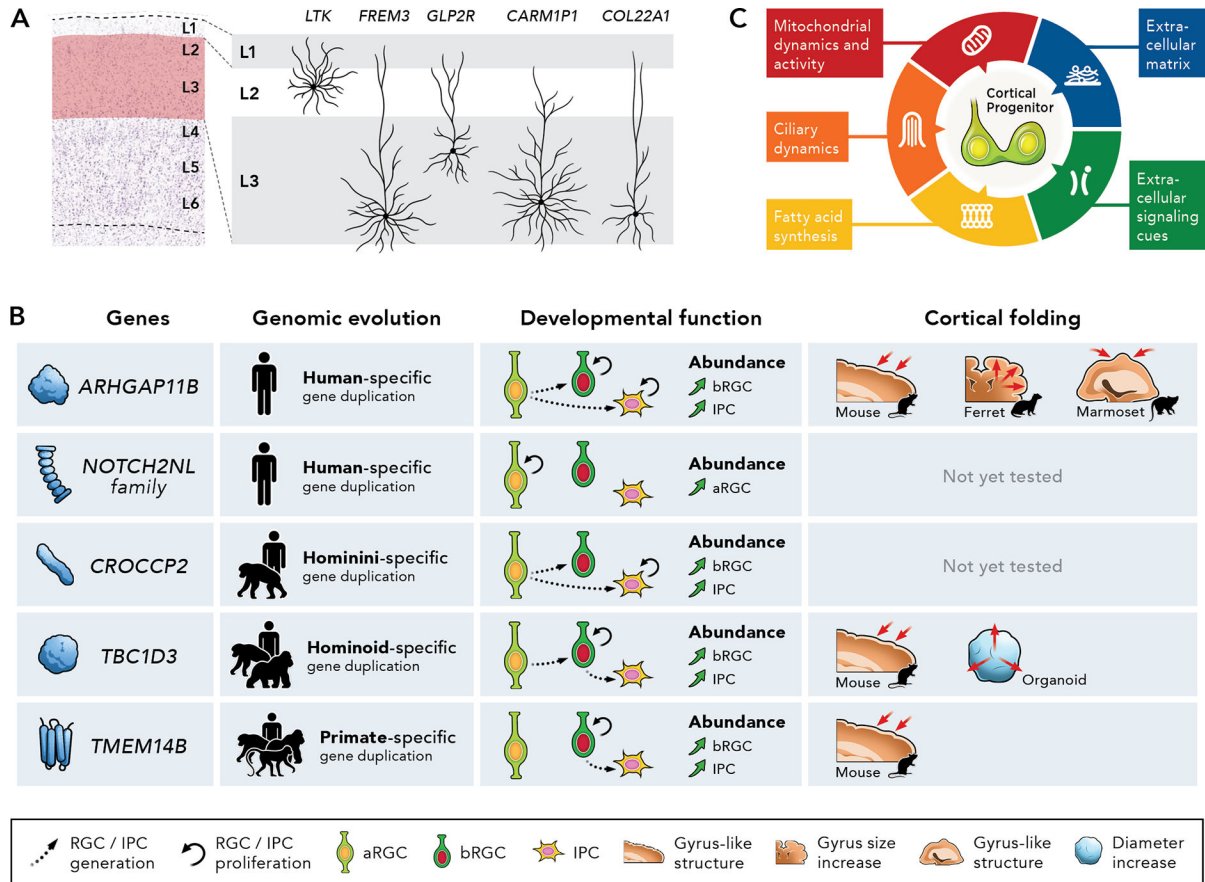 A
LTK FREM3 GLP2R CARM1P1 COL22A1
L1
L2
L3
L4
L5
L6
L1
L2
L3
C
Mitochondrial
dynamics and
activity
Extra-
cellular
matrix
Cortical
Progenitor
Ciliary
dynamics
Fatty acid
synthesis
Extra-
cellular
signaling
cues
B
Genes Genomic evolution Developmental function Cortical folding
ARHGAP11B
Human-specific
gene duplication
Abundance
bRGC
IPC
Mouse Ferret Marmoset
NOTCH2NL
family
Human-specific
gene duplication
Abundance
aRGC
Not yet tested
CROCCP2
Hominini-specific
gene duplication
Abundance
bRGC
IPC
Not yet tested
TBC1D3
Hominoid-specific
gene duplication
Abundance
bRGC
IPC
Mouse Organoid
TMEM14B
Primate-specific
gene duplication
Abundance
bRGC
IPC
Mouse
RGC / IPC
generation
RGC / IPC
proliferation
aRGC
bRGC
IPC
Gyrus-like
structure
Gyrus size
increase
Gyrus-like
structure
Diameter
increase